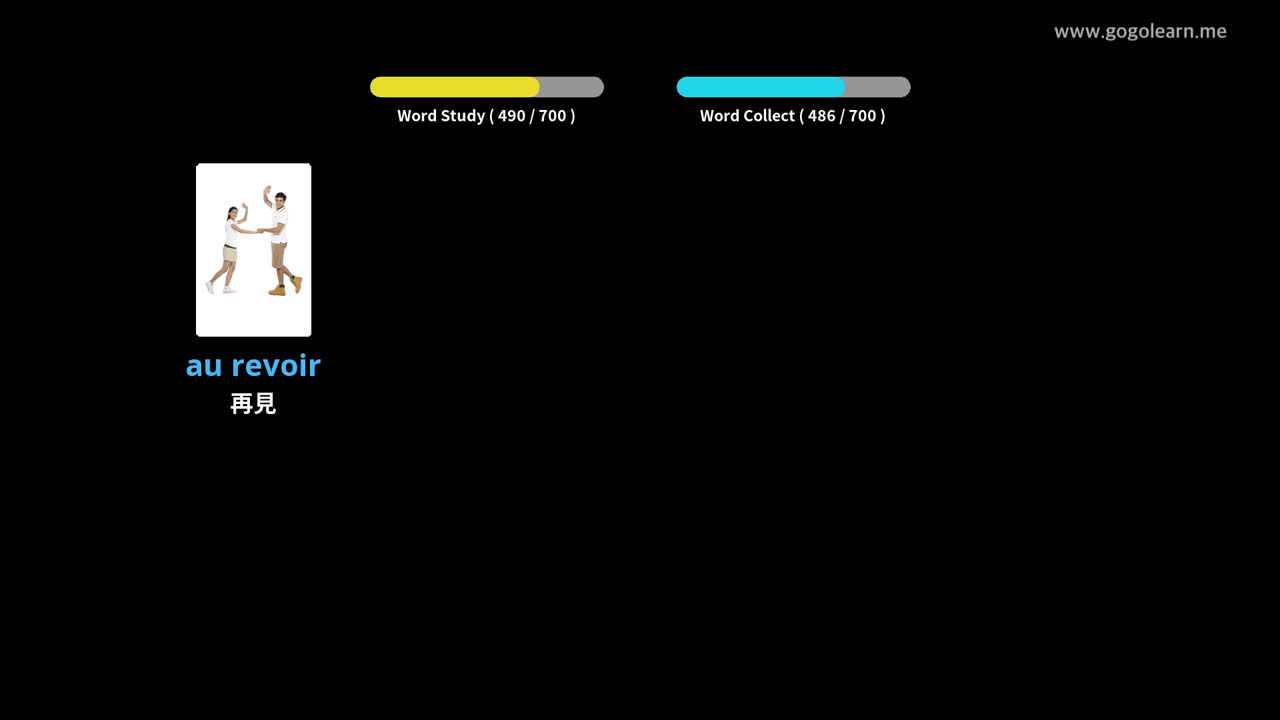 www.gogolearn.me
Word Study ( 490 / 700 )
Word Collect ( 486 / 700 )
au revoir
再見